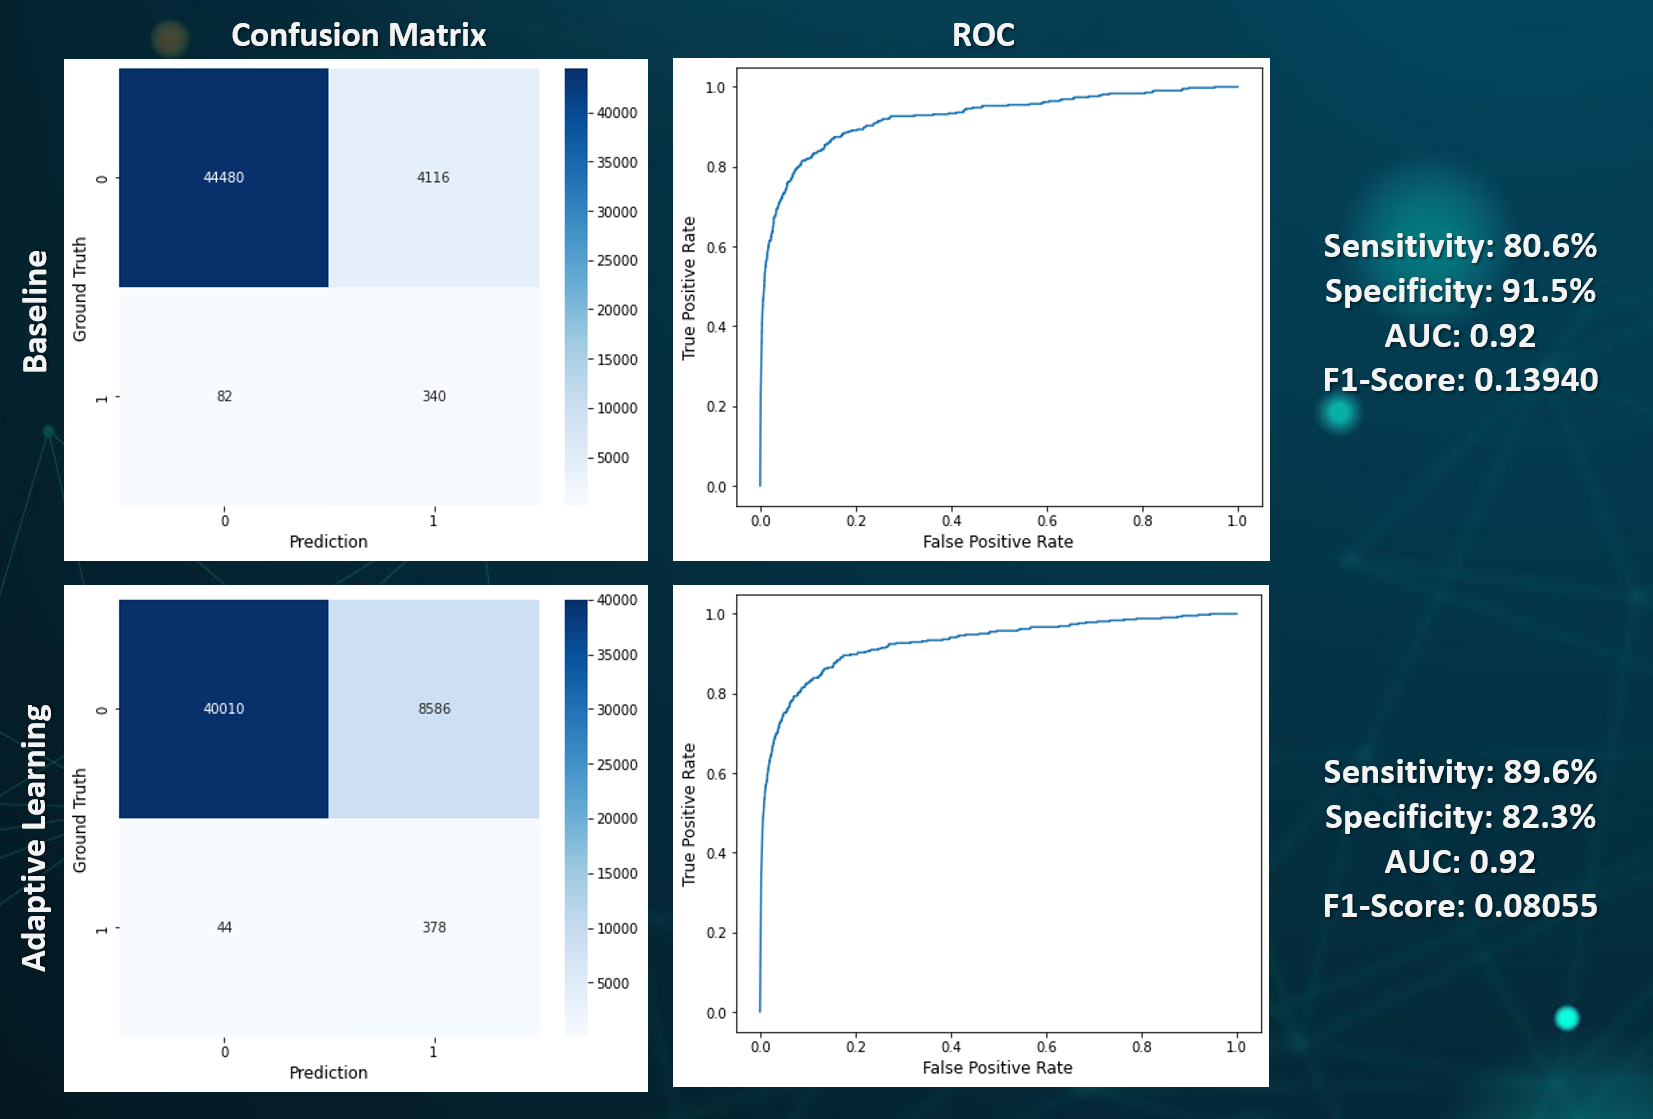 Confusion Matrix
ROC
Baseline
Ground Truth
0
1
44480
4116
82
340
0
1
Prediction
40000
35000
30000
25000
20000
15000
10000
5000
True Positive Rate
1.0
0.8
0.6
0.4
0.2
0.0
0.0
0.2
0.4
0.6
0.8
1.0
False Positive Rate
Sensitivity: 80.6%
Specificity: 91.5%
AUC: 0.92
F1-Score: 0.13940
Adaptive Learning
Ground Truth
0
1
40010
8586
44
378
0
1
Prediction
40000
35000
30000
25000
20000
15000
10000
5000
True Positive Rate
1.0
0.8
0.6
0.4
0.2
0.0
0.0
0.2
0.4
0.6
0.8
1.0
False Positive Rate
Sensitivity: 89.6%
Specificity: 82.3%
AUC: 0.92
F1-Score: 0.08055